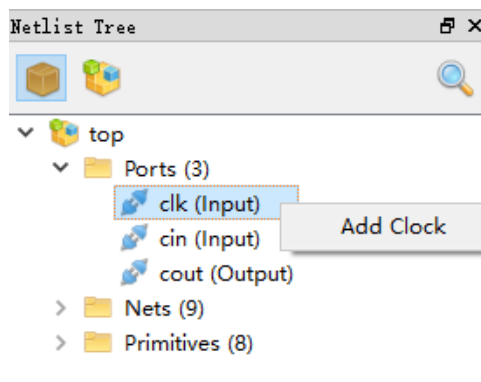 Netlist Tree
top
Ports (3)
clk (Input)
Add Clock
cin (Input)
cout (Output)
Nets (9)
Primitives (8)